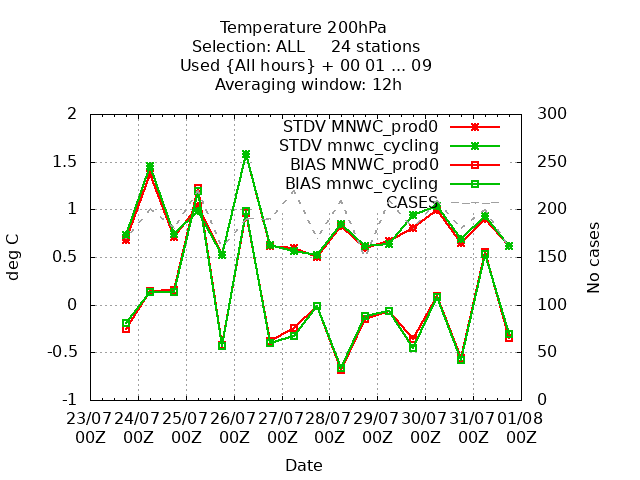 Temperature 200hPa
Selection: ALL 24 stations
Used {All hours} + 00 01 ... 09
Averaging window: 12h
STDV MNWC_prod0
STDV mnwc_cycling
BIAS MNWC_prod0
BIAS mnwc_cycling
CASES
deg C
2
1.5
1
0.5
0
-0.5
-1
300
250
200
150
100
50
0
No cases
23/07 24/07 25/07 26/07 27/07 28/07 29/07 30/07 31/07 01/08
00Z 00Z 00Z 00Z 00Z 00Z 00Z 00Z 00Z 00Z
Date